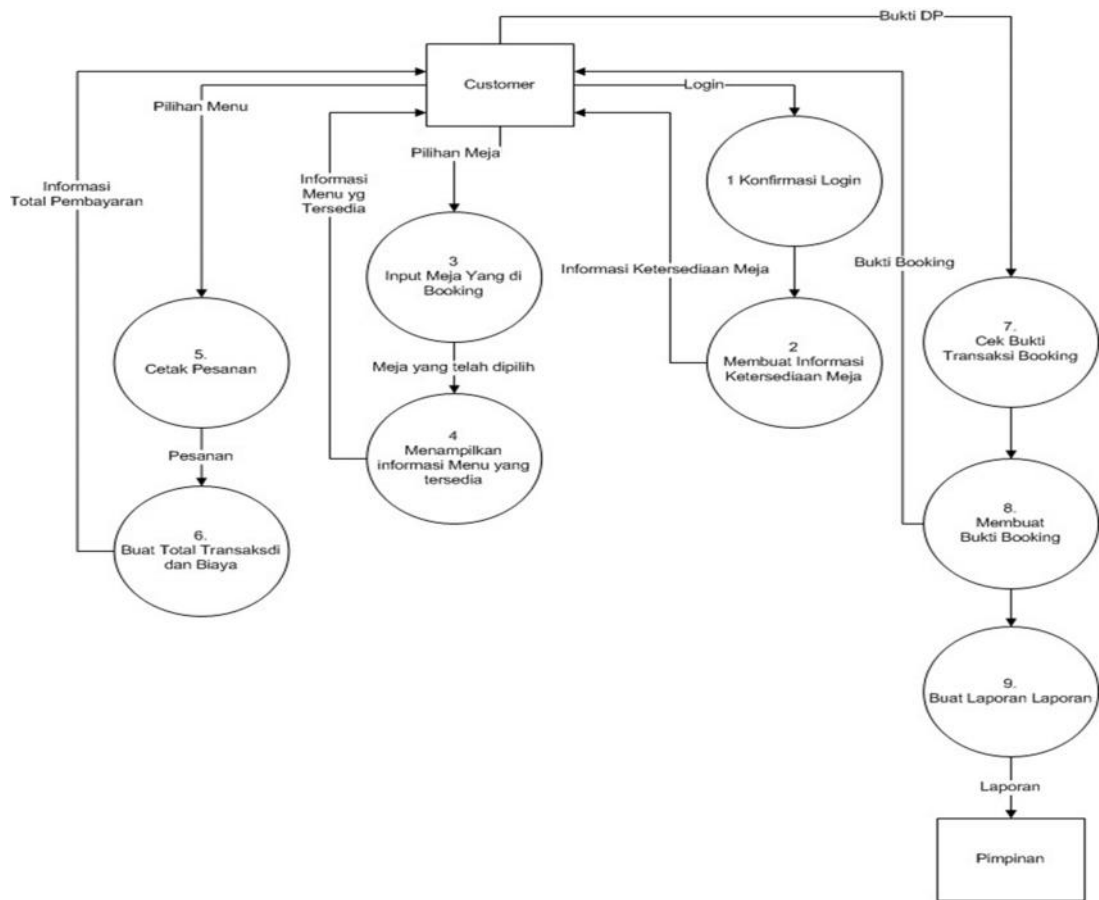 Bukti DP
Customer
Login
Pilihan Menu
Pilihan Meja
Informasi
Menu yg
Tersedia
1 Konfirmasi Login
Informasi
Total Pembayaran
3
Input Meja Yang di
Booking
Informasi Ketersediaan Meja
Bukti Booking
5.
Cetak Pesanan
Meja yang telah dipilih
2
Membuat Informasi
Ketersediaan Meja
7.
Cek Bukti
Transaksi Booking
Pesanan
4
Menampilkan
informasi Menu yang
tersedia
6.
Buat Total Transaksdi
dan Biaya
8.
Membuat
Bukti Booking
9.
Buat Laporan Laporan
Laporan
Pimpinan